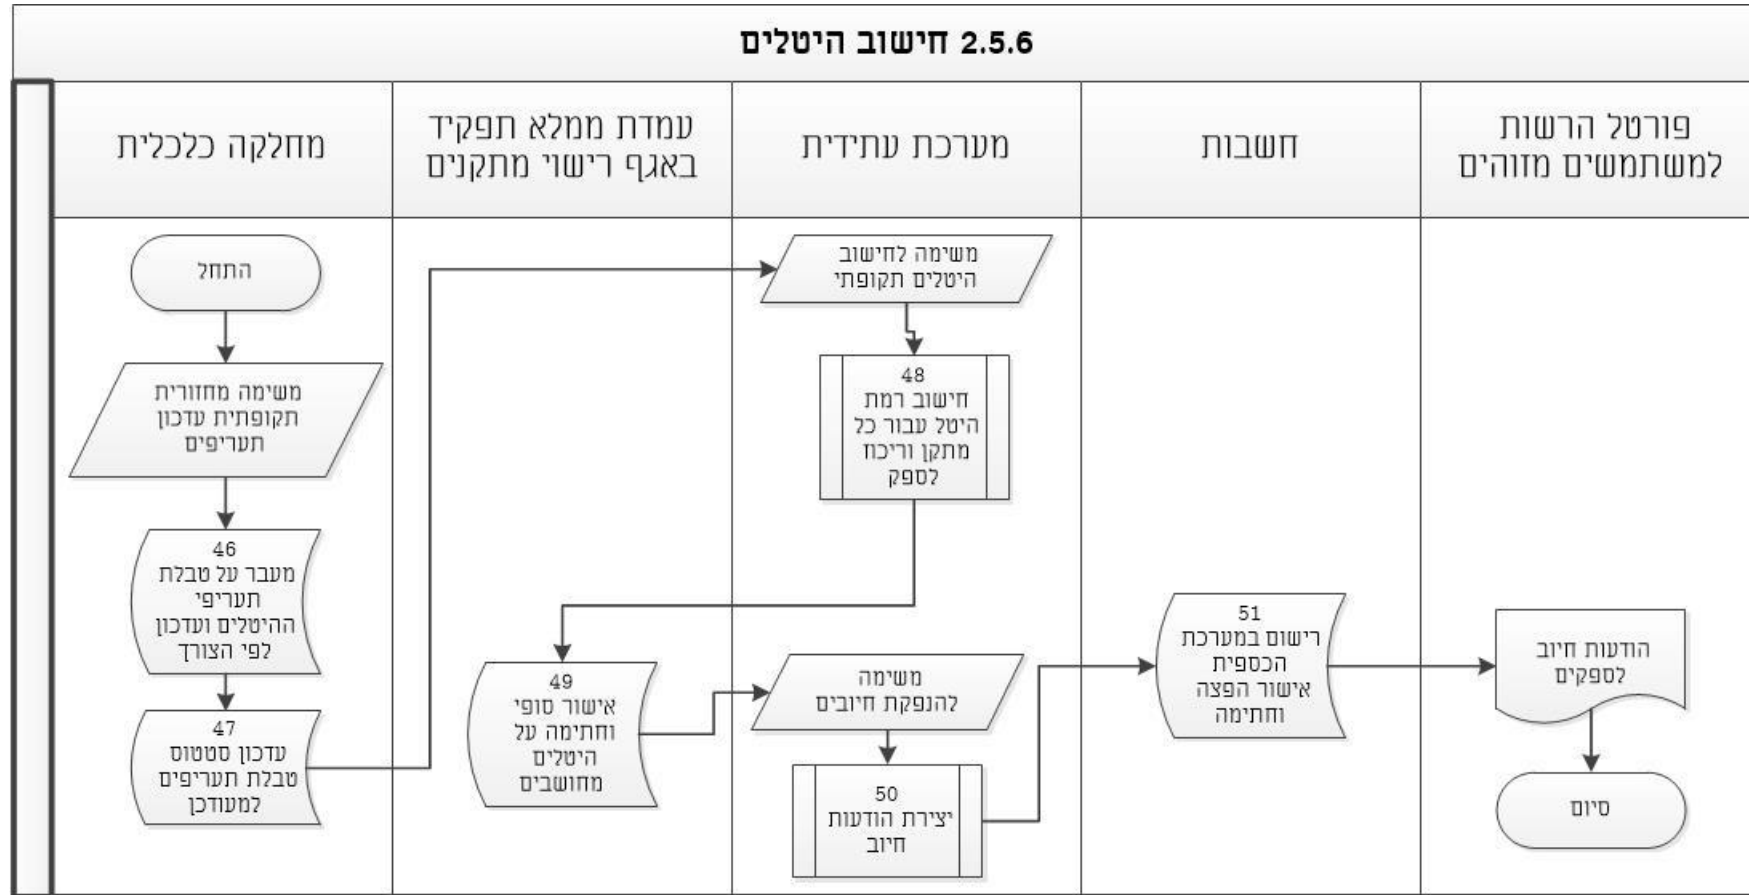 2.5.6 חישוב היטלים
מחלקה כלכלית
עמדת ממלא תפקיד
באגף רישוי מתקנים
מערכת עתידית
חשבות
פורטל הרשות
למשתמשים מזוהים
התחל
משימה מחזורית
תקופתית עדכון
תעריפים
46
מעבר על טבלת
תעריפי
ההיטלים ועדכון
לפי הצורך
47
עדכון סטטוס
טבלת תעריפים
למעודכן
משימה לחישוב
היטלים תקופתי
48
חישוב רמת
היטל עבור כל
מתקן וריכוז
לספק
49
אישור סופי
וחתימה על
היטלים
מחושבים
משימה
להנפקת חיובים
50
יצירת הודעות
חיוב
51
רישום במערכת
הכספית
אישור הפצה
וחתימה
הודעות חיוב
לספקים
סיום